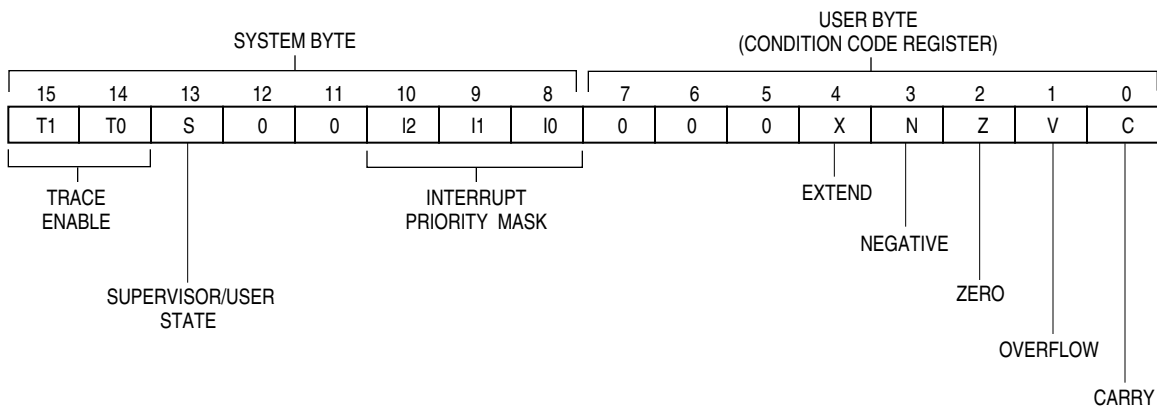 SYSTEM BYTE
USER BYTE
(CONDITION CODE REGISTER)
15 14 13 12 11 10 9 8 7 6 5 4 3 2 1 0
T1 T0 S 0 0 I2 I1 I0 0 0 0 X N Z V C
TRACE
ENABLE
INTERRUPT
PRIORITY MASK
EXTEND
NEGATIVE
SUPERVISOR/USER
STATE
ZERO
OVERFLOW
CARRY